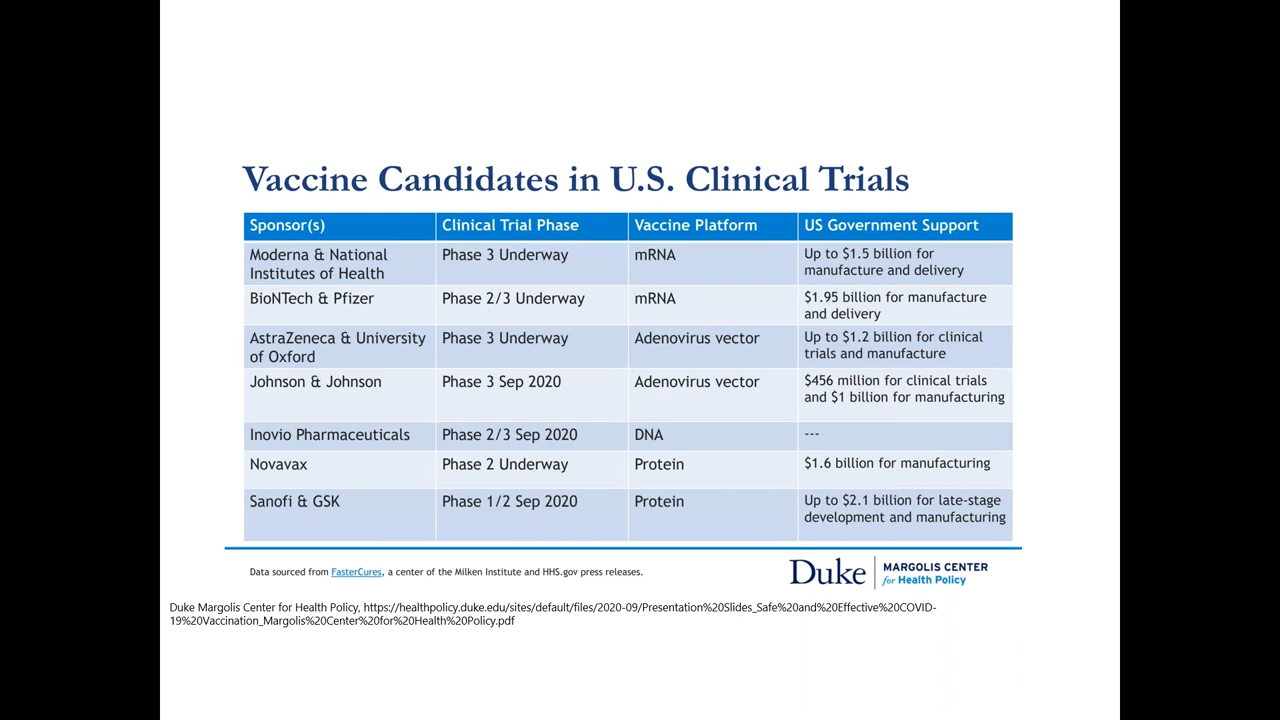 Vaccine Candidates in U.S. Clinical Trials
Sponsor(s) Clinical Trial Phase Vaccine Platform US Government Support
Moderna & National Institutes of Health Phase 3 Underway mRNA Up to $1.5 billion for manufacture and delivery
BioNTech & Pfizer Phase 2/3 Underway mRNA $1.95 billion for manufacture and delivery
AstraZeneca & University of Oxford Phase 3 Underway Adenovirus vector Up to $1.2 billion for clinical trials and manufacture
Johnson & Johnson Phase 3 Sep 2020 Adenovirus vector $456 million for clinical trials and $1 billion for manufacturing
Inovio Pharmaceuticals Phase 2/3 Sep 2020 DNA ---
Novavax Phase 2 Underway Protein $1.6 billion for manufacturing
Sanofi & GSK Phase 1/2 Sep 2020 Protein Up to $2.1 billion for late-stage development and manufacturing
Data sourced from FasterCures, a center of the Milken Institute and HHS.gov press releases.
Duke MARGOLIS CENTER
for Health Policy
Duke Margolis Center for Health Policy, https://healthpolicy.duke.edu/sites/default/files/2020-09/Presentation%20Slides_Safe%20and%20Effective%20COVID-
19%20Vaccination_Margolis%20Center%20for%20Health%20Policy.pdf